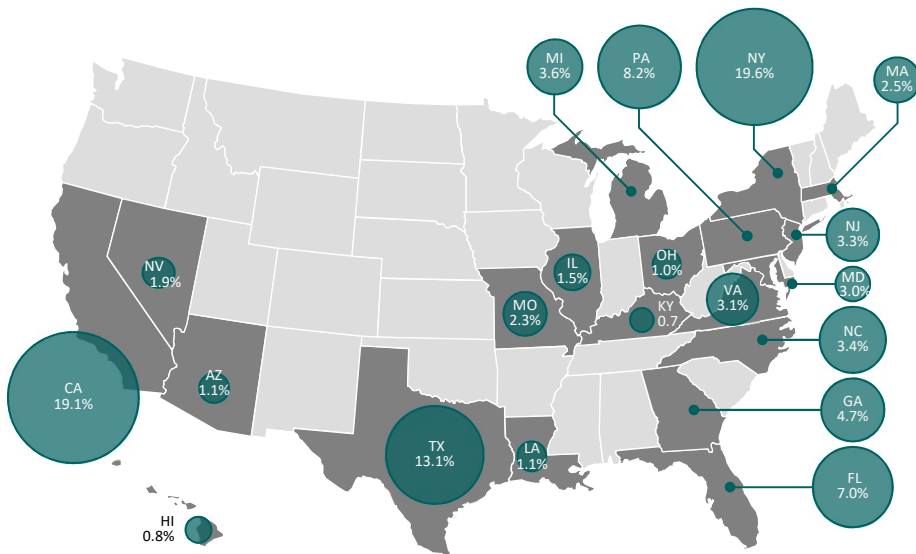 MI
3.6%
PA
8.2%
NY
19.6%
MA
2.5%
NJ
3.3%
NV
1.9%
OH
1.0%
IL
1.5%
MD
3.0%
VA
3.1%
MO
2.3%
KY
0.7
NC
3.4%
CA
19.1%
AZ
1.1%
GA
4.7%
TX
13.1%
LA
1.1%
FL
7.0%
HI
0.8%